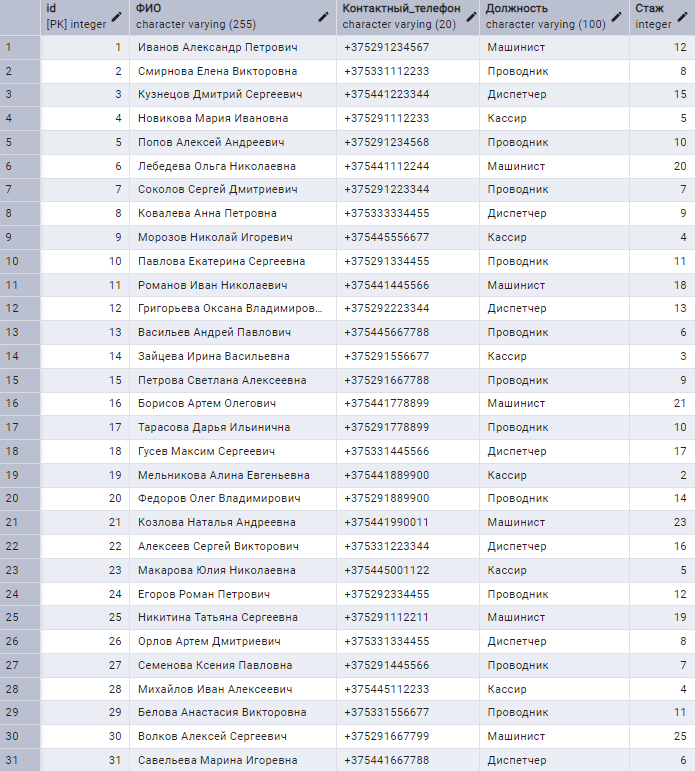 id ФИО Контактный_телефон Должность Стаж
[PK] integer character varying (255) character varying (20) character varying (100) integer
1 1 Иванов Александр Петрович +375291234567 Машинист 12
2 2 Смирнова Елена Викторовна +375331112233 Проводник 8
3 3 Кузнецов Дмитрий Сергеевич +375441223344 Диспетчер 15
4 4 Новикова Мария Ивановна +375291112233 Кассир 5
5 5 Попов Алексей Андреевич +375291234568 Проводник 10
6 6 Лебедева Ольга Николаевна +375441112244 Машинист 20
7 7 Соколов Сергей Дмитриевич +375291223344 Проводник 7
8 8 Ковалева Анна Петровна +375333334455 Диспетчер 9
9 9 Морозов Николай Игоревич +375445556677 Кассир 4
10 10 Павлова Екатерина Сергеевна +375291334455 Проводник 11
11 11 Романов Иван Николаевич +375441445566 Машинист 18
12 12 Григорьева Оксана Владимиров... +375292223344 Диспетчер 13
13 13 Васильев Андрей Павлович +375445667788 Проводник 6
14 14 Зайцева Ирина Васильевна +375291556677 Кассир 3
15 15 Петрова Светлана Алексеевна +375291667788 Проводник 9
16 16 Борисов Артем Олегович +375441778899 Машинист 21
17 17 Тарасова Дарья Ильинична +375291778899 Проводник 10
18 18 Гусев Максим Сергеевич +375331445566 Диспетчер 17
19 19 Мельникова Алина Евгеньевна +375441889900 Кассир 2
20 20 Федоров Олег Владимирович +375291889900 Проводник 14
21 21 Козлова Наталья Андреевна +375441990011 Машинист 23
22 22 Алексеев Сергей Викторович +375331223344 Диспетчер 16
23 23 Макарова Юлия Николаевна +375445001122 Кассир 5
24 24 Егоров Роман Петрович +375292334455 Проводник 12
25 25 Никитина Татьяна Сергеевна +375291112211 Машинист 19
26 26 Орлов Артем Дмитриевич +375331334455 Диспетчер 8
27 27 Семенова Ксения Павловна +375291445566 Проводник 7
28 28 Михайлов Иван Алексеевич +375445112233 Кассир 4
29 29 Белова Анастасия Викторовна +375331556677 Проводник 11
30 30 Волков Алексей Сергеевич +375291667799 Машинист 25
31 31 Савельева Марина Игоревна +375441667788 Диспетчер 6